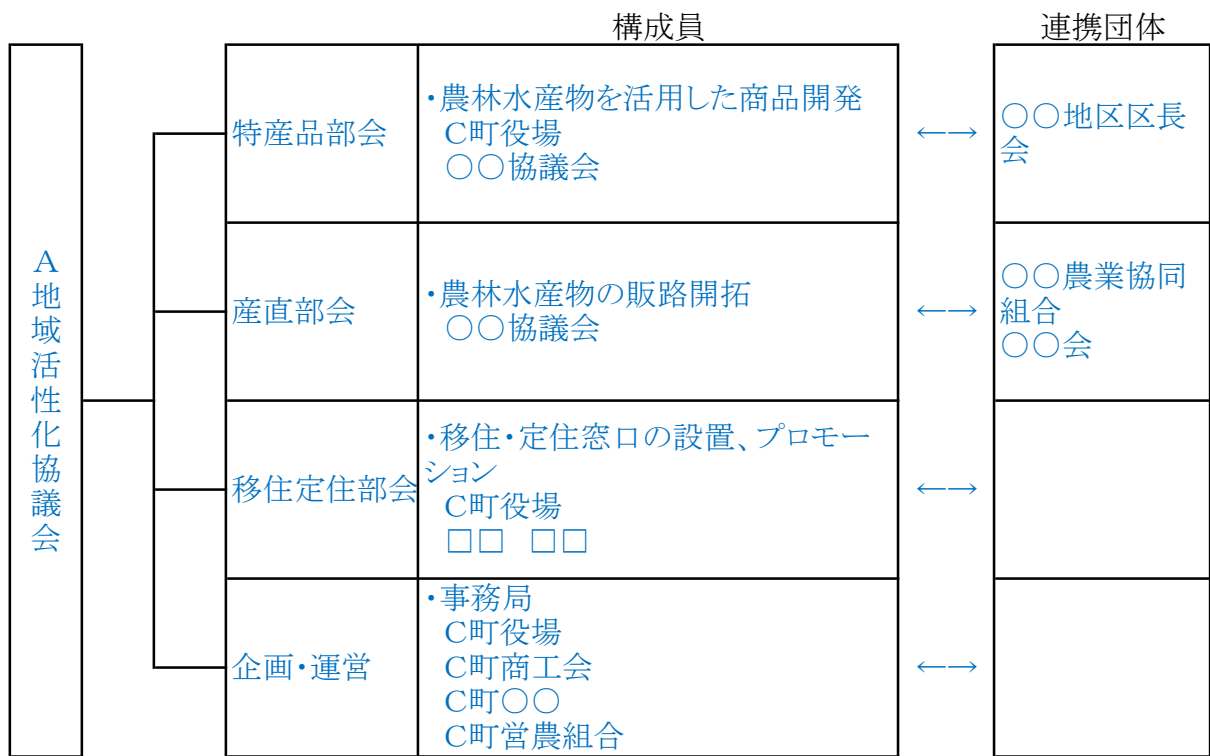 構成員
連携団体
A地域活性化協議会
特産品部会
・農林水産物を活用した商品開発
C町役場
○○協議会
←→
○○地区区長
会
産直部会
・農林水産物の販路開拓
○○協議会
←→
○○農業協同
組合
○○会
移住定住部会
・移住・定住窓口の設置、プロモー
ション
C町役場
□□ □□
←→
企画・運営
・事務局
C町役場
C町商工会
C町○○
C町営農組合
←→